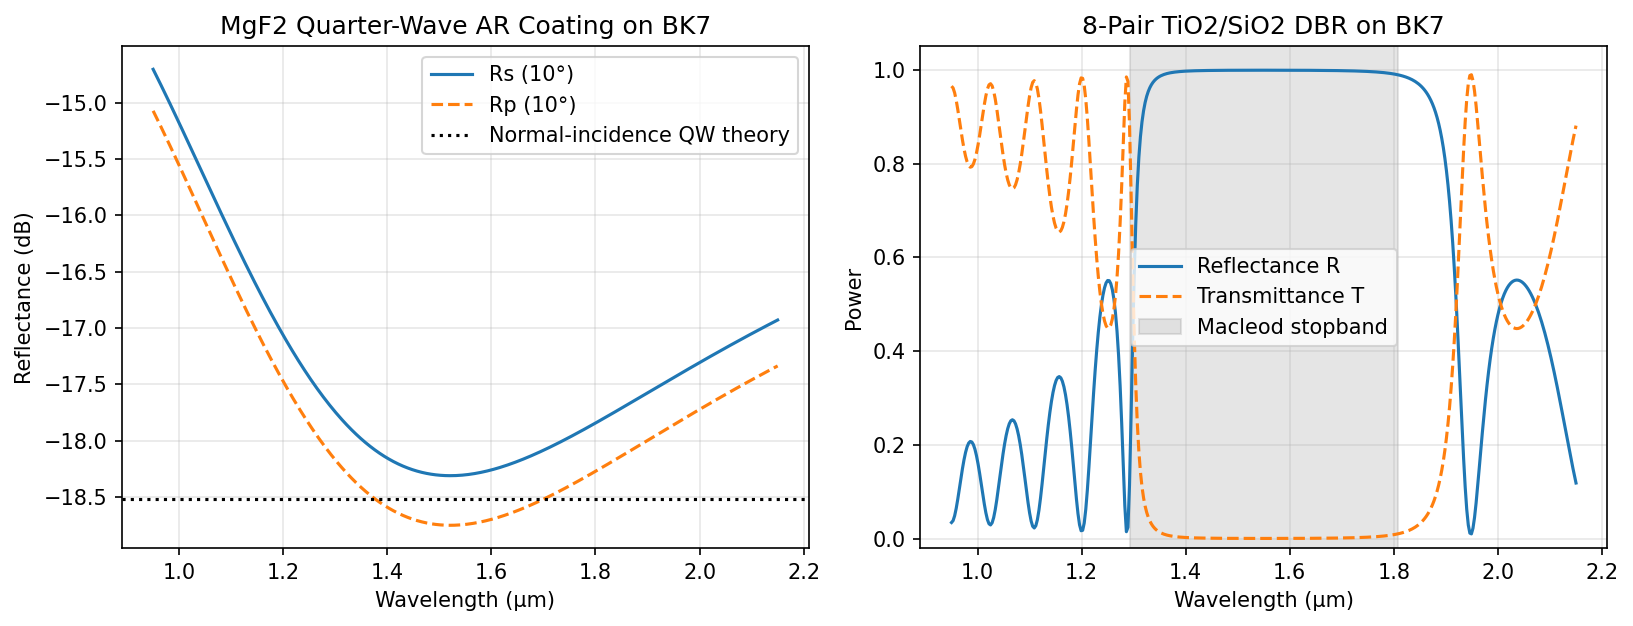 MgF2 Quarter-Wave AR Coating on BK7
Reflectance (dB)
−15.0
−15.5
−16.0
−16.5
−17.0
−17.5
−18.0
−18.5
Rs (10°)
Rp (10°)
Normal-incidence QW theory
1.0 1.2 1.4 1.6 1.8 2.0 2.2
Wavelength (μm)
8-Pair TiO2/SiO2 DBR on BK7
Power
1.0
0.8
0.6
0.4
0.2
0.0
Reflectance R
Transmittance T
Macleod stopband
1.0 1.2 1.4 1.6 1.8 2.0 2.2
Wavelength (μm)